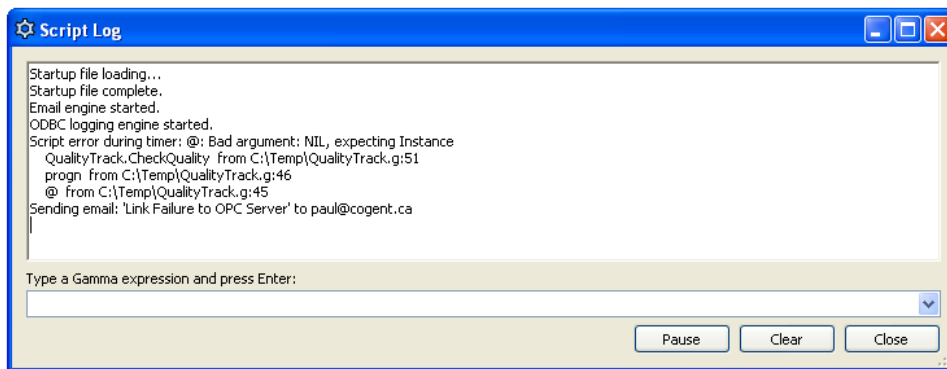 Script Log
Startup file loading...
Startup file complete.
Email engine started.
ODBC logging engine started.
Script error during timer: @: Bad argument: NIL, expecting Instance
QualityTrack.CheckQuality from C:\Temp\QualityTrack.g:51
progn from C:\Temp\QualityTrack.g:46
@ from C:\Temp\QualityTrack.g:45
Sending email: 'Link Failure to OPC Server' to paul@cogent.ca
Type a Gamma expression and press Enter:
Pause Clear Close